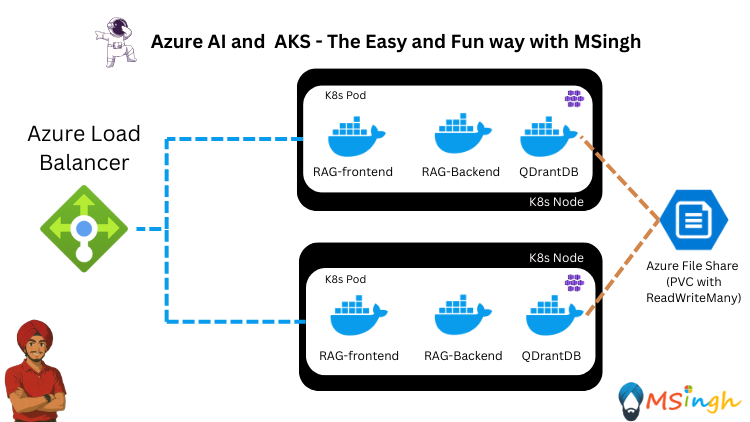 Azure AI and AKS - The Easy and Fun way with MSingh
Azure Load
Balancer
K8s Pod
RAG-frontend
RAG-Backend
QDrantDB
K8s Node
K8s Node
K8s Pod
RAG-frontend
RAG-Backend
QDrantDB
Azure File Share
(PVC with
ReadWriteMany)
MSingh